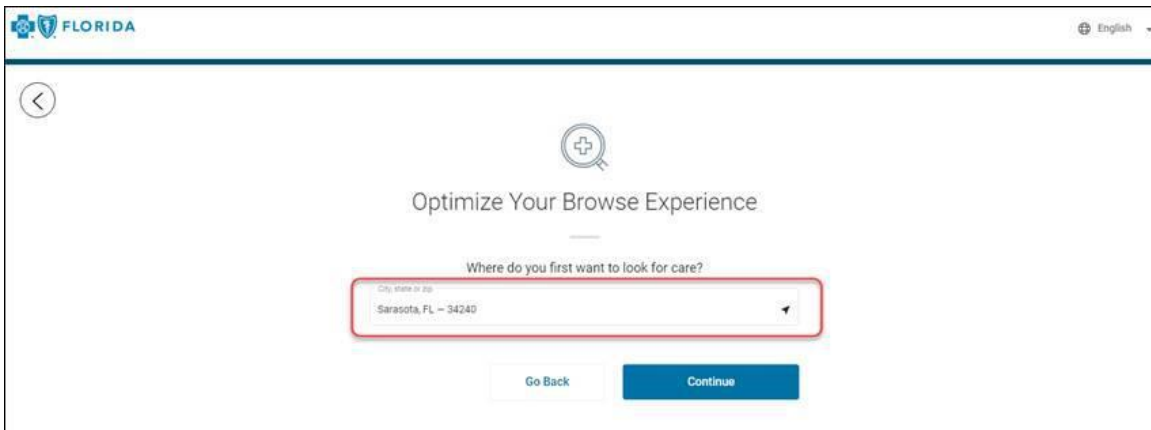 FLORIDA
English
Optimize Your Browse Experience
Where do you first want to look for care?
City, state or zip
Sarasota, FL – 34240
Go Back
Continue